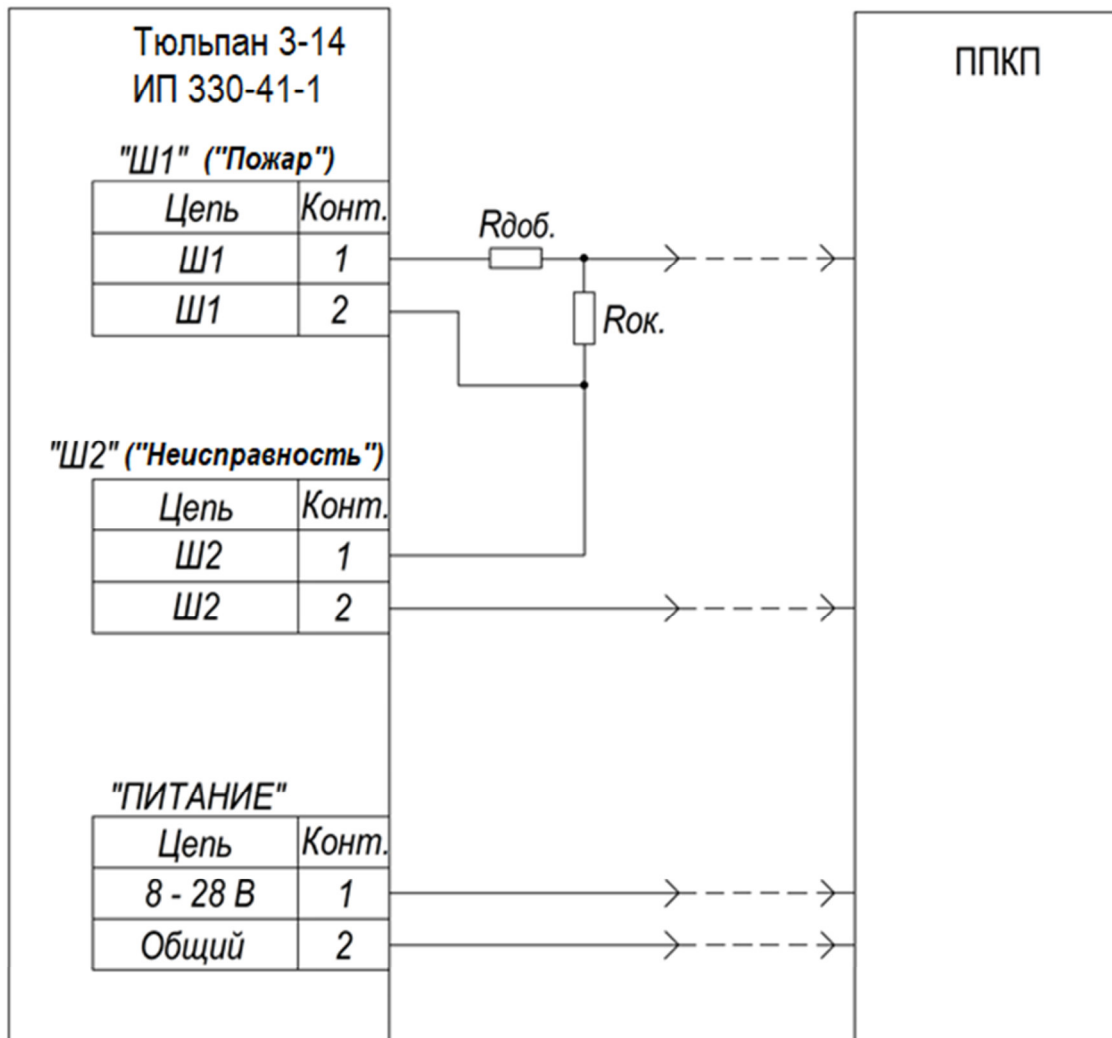 Тюльпан 3-14
ИП 330-41-1
ППКП
"Ш1" ("Пожар")
Цепь Конт.
Ш1 1
Ш1 2
Rдоб.
Rок.
"Ш2" ("Неисправность")
Цепь Конт.
Ш2 1
Ш2 2
"ПИТАНИЕ"
Цепь Конт.
8 - 28 В 1
Общий 2